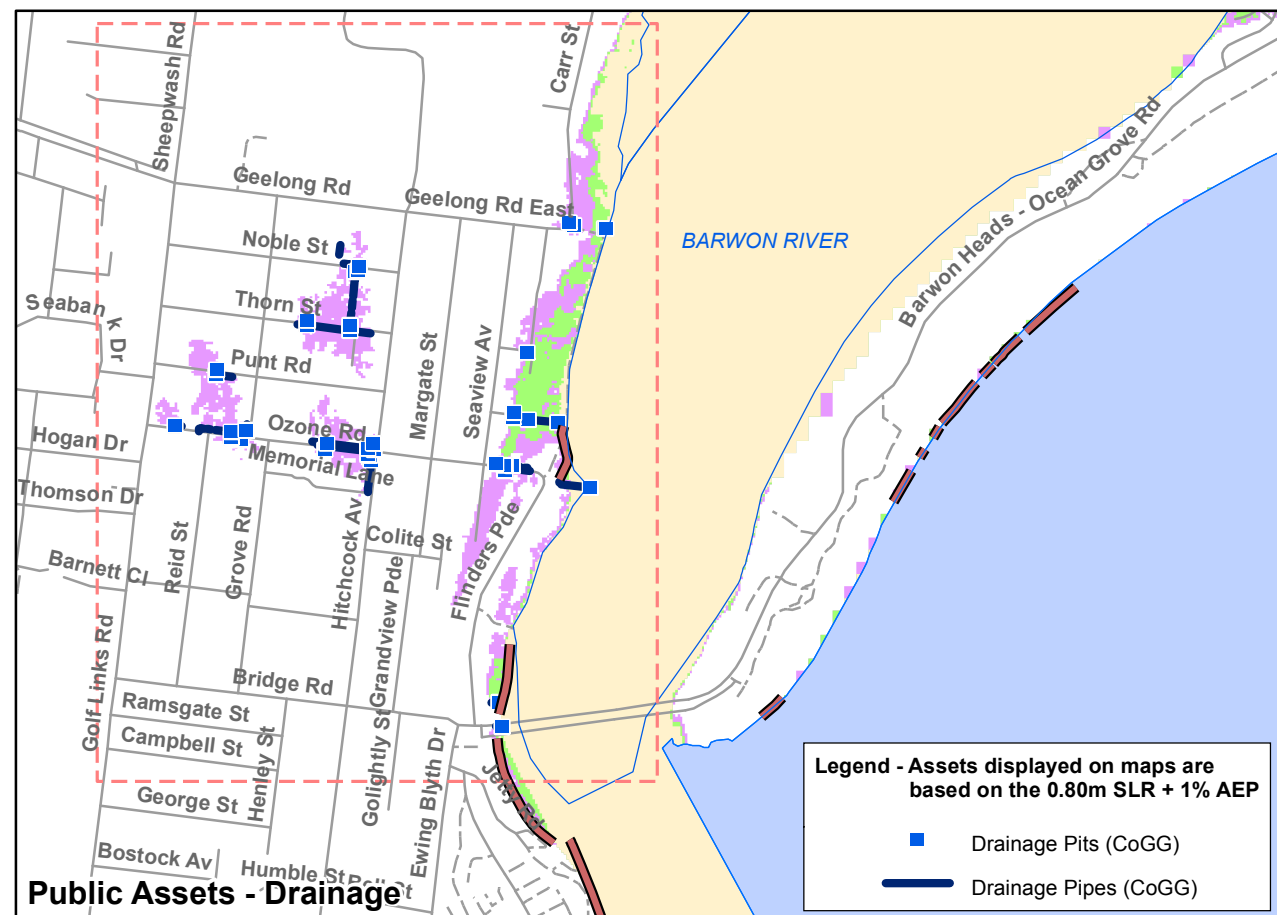 Sheepwash Rd
Carr St
Geelong Rd
Geelong Rd East
Noble St
BARWON RIVER
Barwon Heads - Ocean Grove Rd
Seaban
k Dr
Thorn St
Punt Rd
Margate St
Seaview Av
Ozone Rd
Hogan Dr
Memorial Lane
Thomson Dr
Colite St
Flinders Pde
Barnett Cl
Reid St
Grove Rd
Hitchcock Av
Grandview Pde
Golf Links Rd
Bridge Rd
Ramsgate St
Campbell St
Henley St
Golightly St
Ewing Blyth Dr
Jetty Rd
George St
Bostock Av
Humble St
Bell St
Public Assets - Drainage
Legend - Assets displayed on maps are
based on the 0.80m SLR + 1% AEP
Drainage Pits (CoGG)
Drainage Pipes (CoGG)